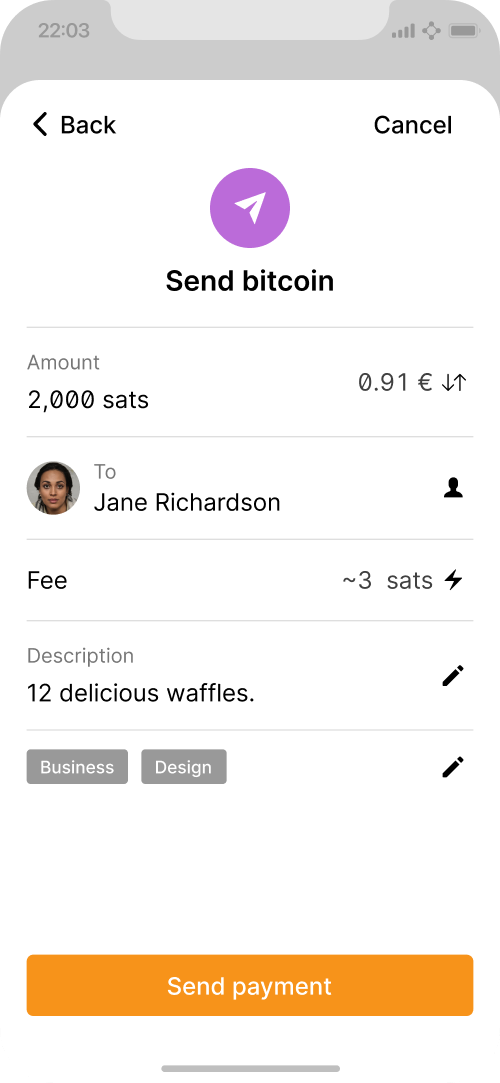 22:03
Back
Cancel
Send bitcoin
Amount
2,000 sats
0.91 €
To
Jane Richardson
Fee
~3 sats
Description
12 delicious waffles.
Business
Design
Send payment